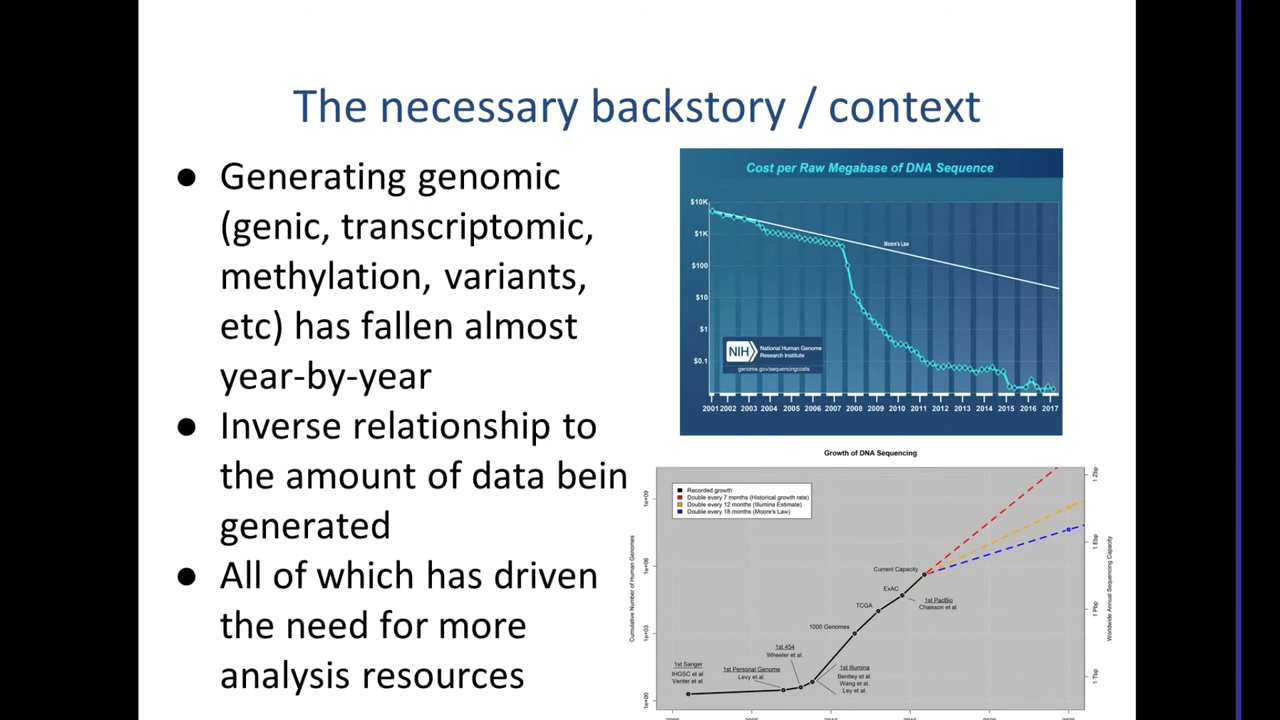 The necessary backstory / context
● Generating genomic
(genic, transcriptomic,
methylation, variants,
etc) has fallen almost
year-by-year
● Inverse relationship to
the amount of data bein
generated
● All of which has driven
the need for more
analysis resources
Cost per Raw Megabase of DNA Sequence
$10K
$1K
$100
$10
$1
$0.1
Moore's Law
NIH
National Human Genome
Research Institute
genome.gov/sequencingcosts
2001 2002 2003 2004 2005 2006 2007 2008 2009 2010 2011 2012 2013 2014 2015 2016 2017
Growth of DNA Sequencing
Recorded growth
Double every 7 months (Historical growth rate)
Double every 12 months (Illumina Estimate)
Double every 18 months (Moore's Law)
Cumulative Number of Human Genomes
1e+09
1e+06
1e+03
1e+00
Worldwide Annual Sequencing Capacity
1 Zbp
1 Ebp
1 Pbp
1 Tbp
Current Capacity
ExAC
1st PacBio
Chaisson et al.
TCGA
1000 Genomes
1st 454
Wheeler et al.
1st Sanger
IHGSC et al.
Venter et al.
1st Personal Genome
Levy et al.
1st Illumina
Bentley et al.
Wang et al.
Ley et al.